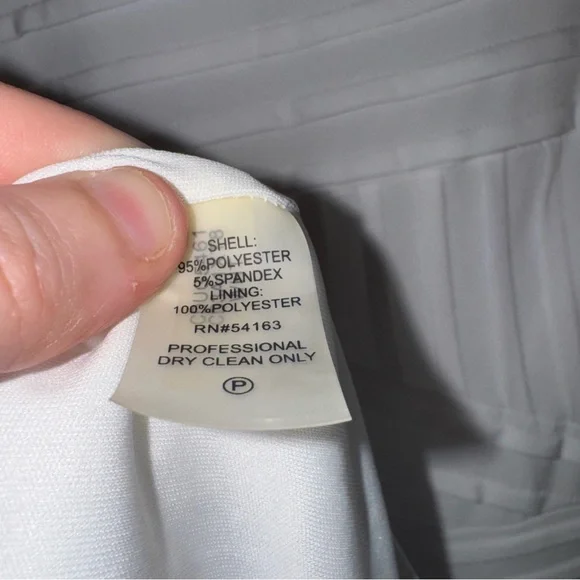 SHELL:
95%POLYESTER
5%SPANDEX
LINING:
100%POLYESTER
RN#54163
PROFESSIONAL
DRY CLEAN ONLY
P